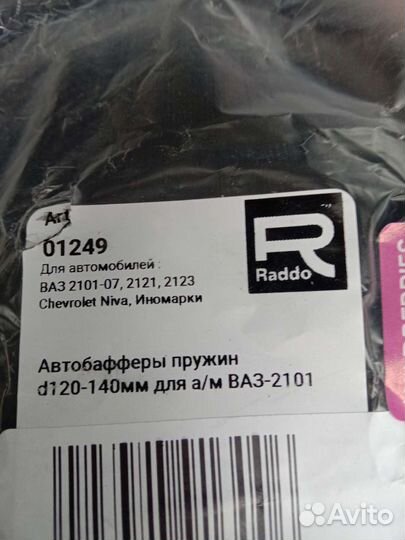 Art
01249
Для автомобилей :
ВАЗ 2101-07, 2121, 2123
Chevrolet Niva, Иномарки
Raddo
Автобафферы пружин
d120-140мм для а/м ВАЗ-2101
Avito